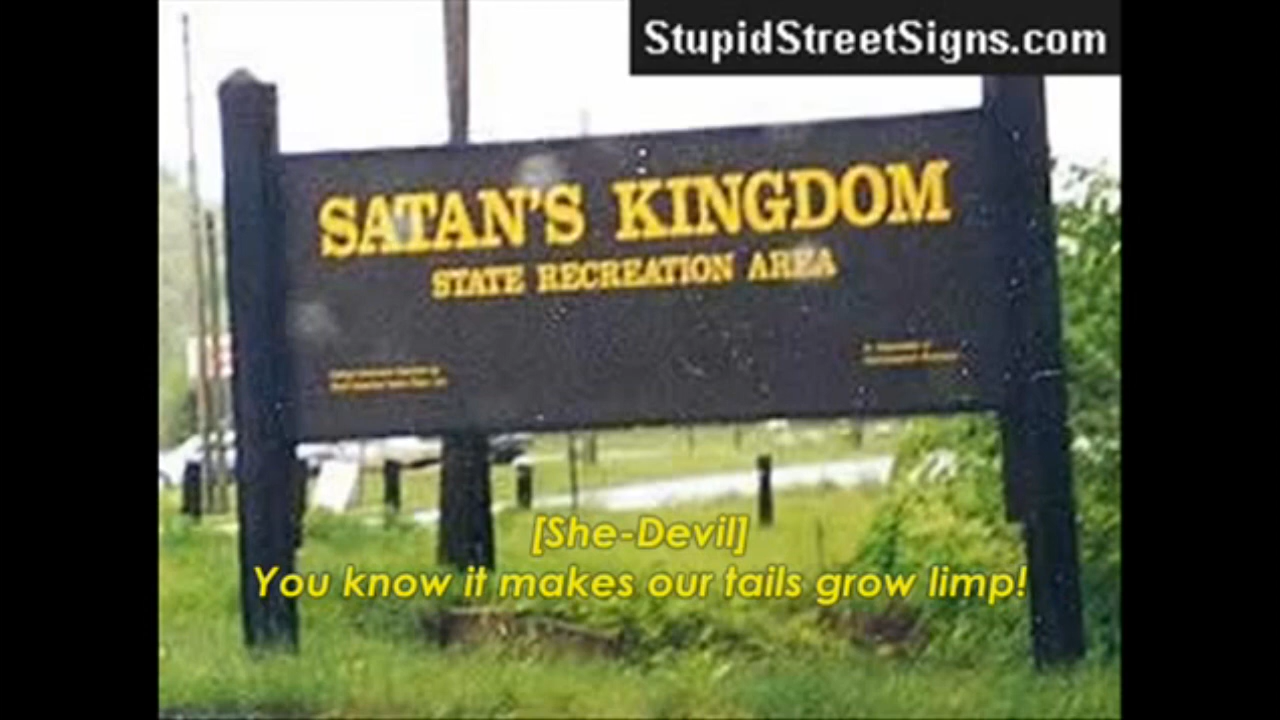 StupidStreetSigns.com
SATAN'S KINGDOM
STATE RECREATION AREA
[She-Devil]
You know it makes our tails grow limp!